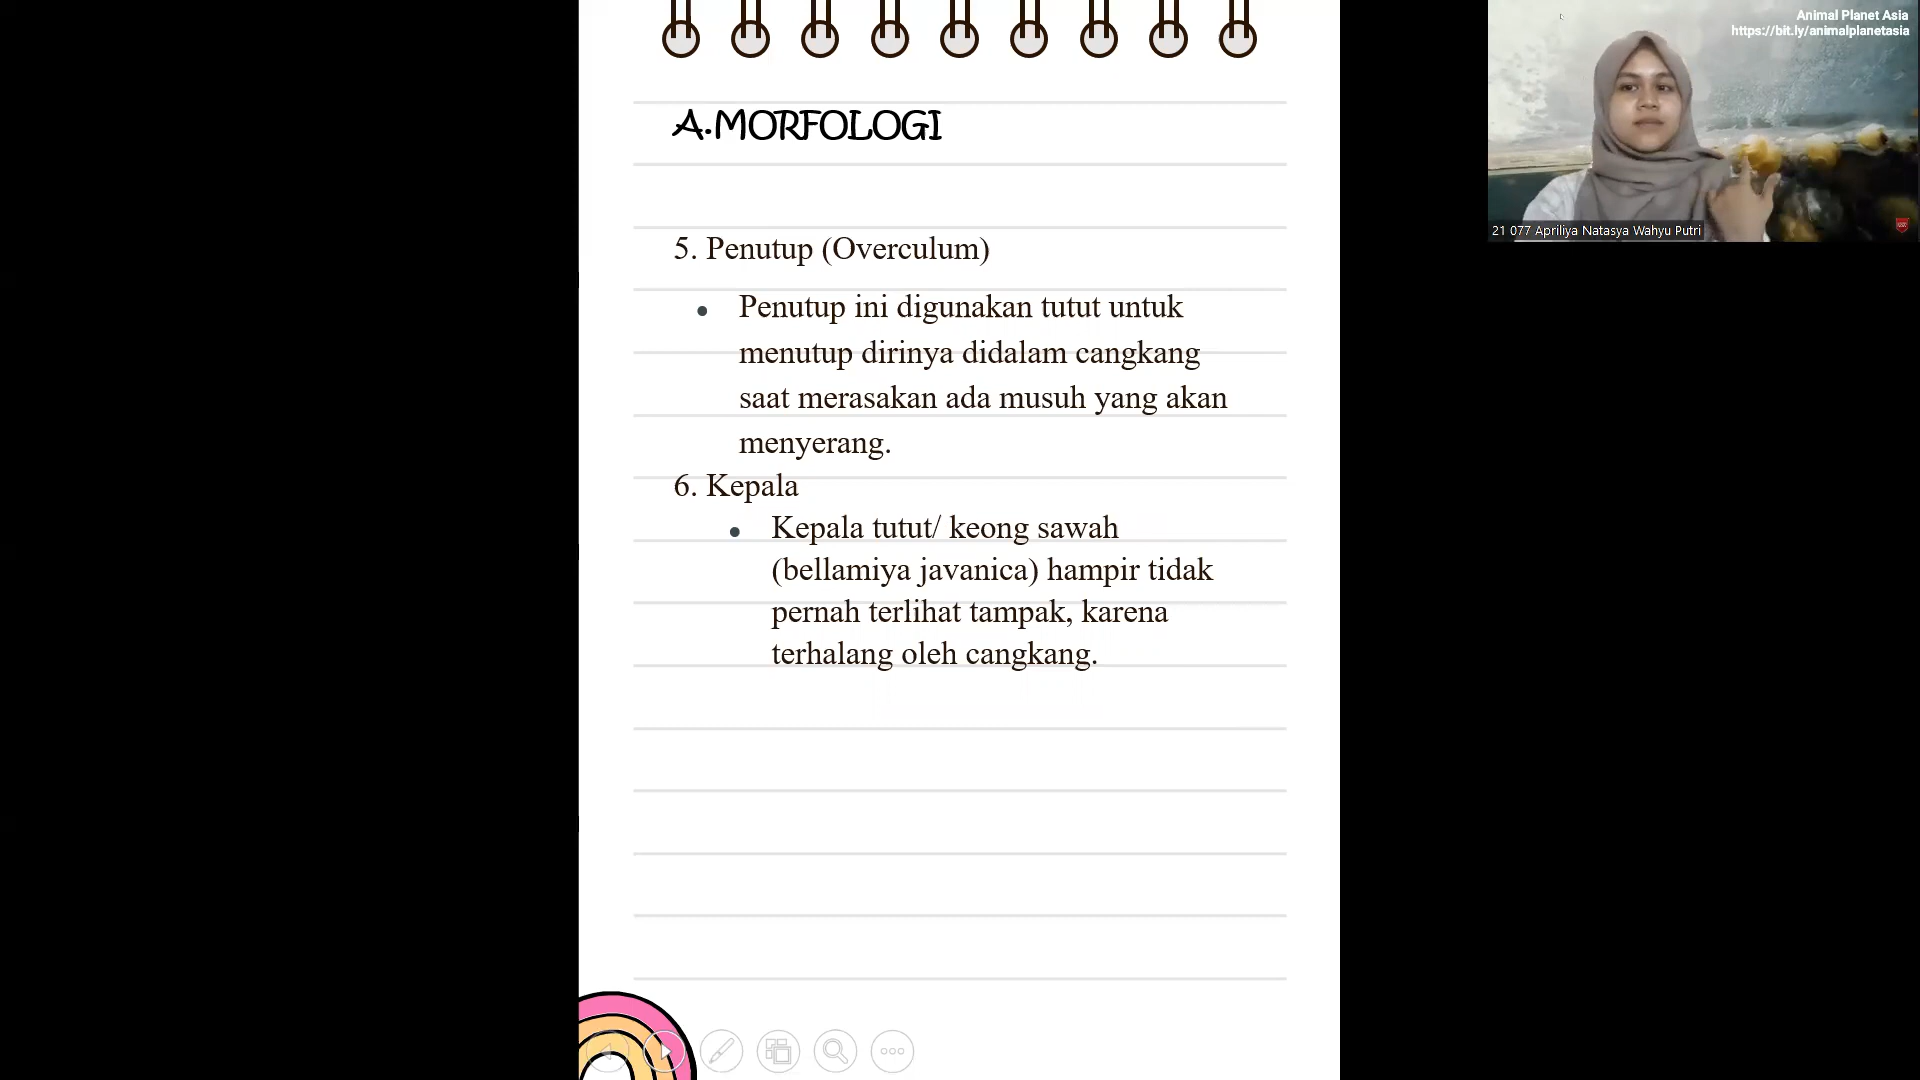 A.MORFOLOGI
5. Penutup (Overculum)
• Penutup ini digunakan tutut untuk
menutup dirinya didalam cangkang
saat merasakan ada musuh yang akan
menyerang.
6. Kepala
• Kepala tutut/ keong sawah
(bellamiya javanica) hampir tidak
pernah terlihat tampak, karena
terhalang oleh cangkang.
Animal Planet Asia
https://bit.ly/animalplanetasia
21 077 Apriliya Natasya Wahyu Putri